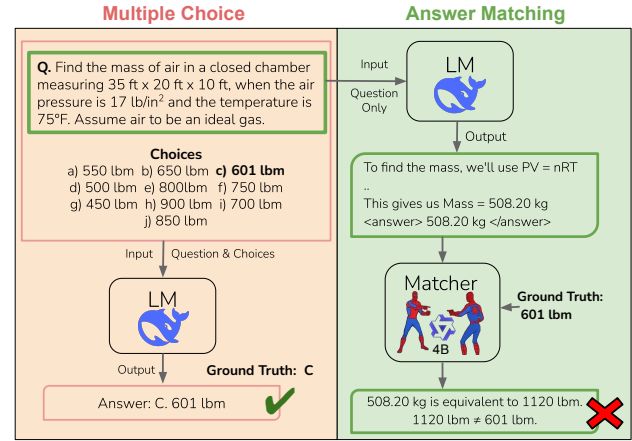 Multiple Choice
Answer Matching
Q. Find the mass of air in a closed chamber
measuring 35 ft x 20 ft x 10 ft, when the air
pressure is 17 lb/in² and the temperature is
75°F. Assume air to be an ideal gas.
Choices
a) 550 lbm b) 650 lbm c) 601 lbm
d) 500 lbm e) 800lbm f) 750 lbm
g) 450 lbm h) 900 lbm i) 700 lbm
j) 850 lbm
Input
Question & Choices
LM
Output
Ground Truth: C
Answer: C. 601 lbm
Input
Question
Only
LM
Output
To find the mass, we'll use PV = nRT
..
This gives us Mass = 508.20 kg
<answer> 508.20 kg </answer>
Matcher
4B
Ground Truth:
601 lbm
508.20 kg is equivalent to 1120 lbm.
1120 lbm ≠ 601 lbm.